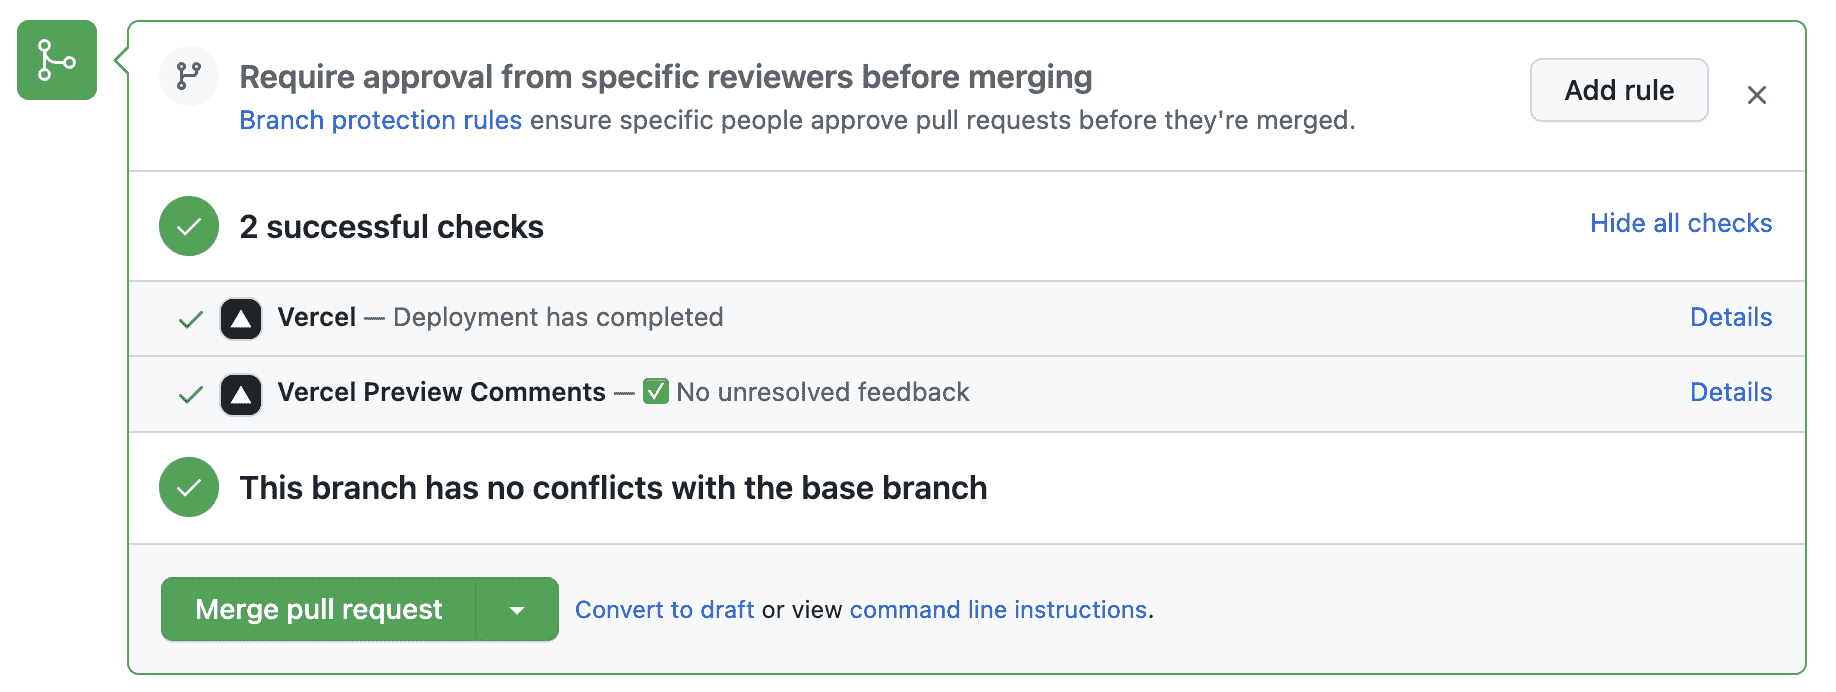 Require approval from specific reviewers before merging
Add rule
Branch protection rules ensure specific people approve pull requests before they're merged.
2 successful checks
Hide all checks
Vercel — Deployment has completed
Details
Vercel Preview Comments — ✅ No unresolved feedback
Details
This branch has no conflicts with the base branch
Merge pull request
Convert to draft or view command line instructions.